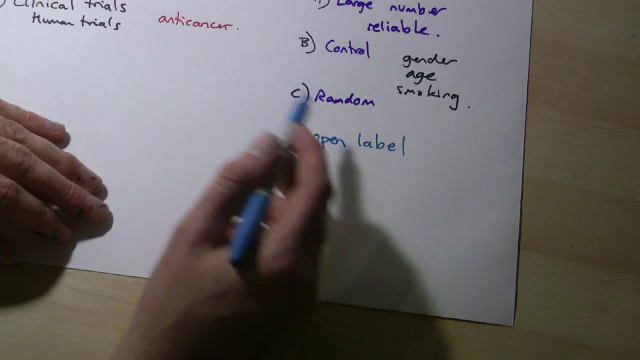 Clinical trials
Human trials
anticancer.
A) Large number
reliable.
B) Control
gender
age
smoking.
C) Random
open label